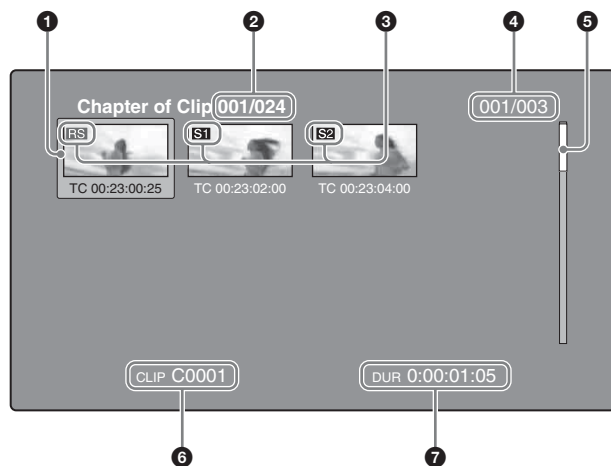 1 2 3 4 5
Chapter of Clip 001/024 001/003
RS S1 S2
TC 00:23:00:25 TC 00:23:02:00 TC 00:23:04:00
CLIP C0001 DUR 0:00:01:05
6 7